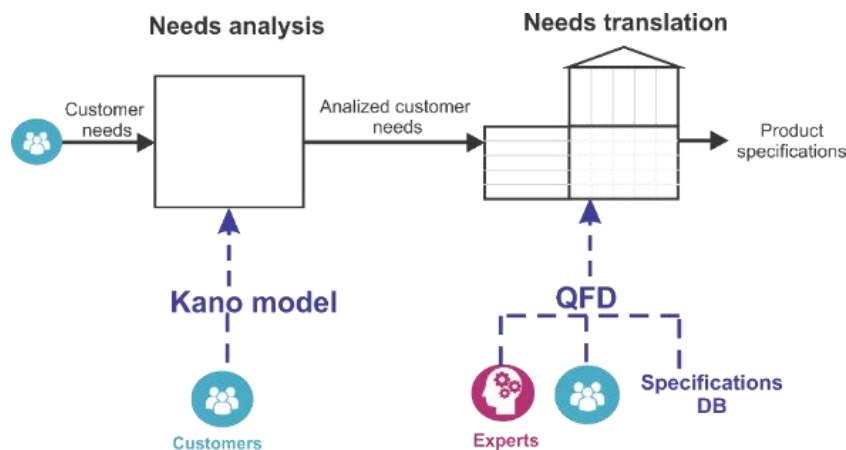 Needs analysis
Needs translation
Customer
needs
Analized customer
needs
Product
specifications
Kano model
QFD
Specifications
DB
Customers
Experts